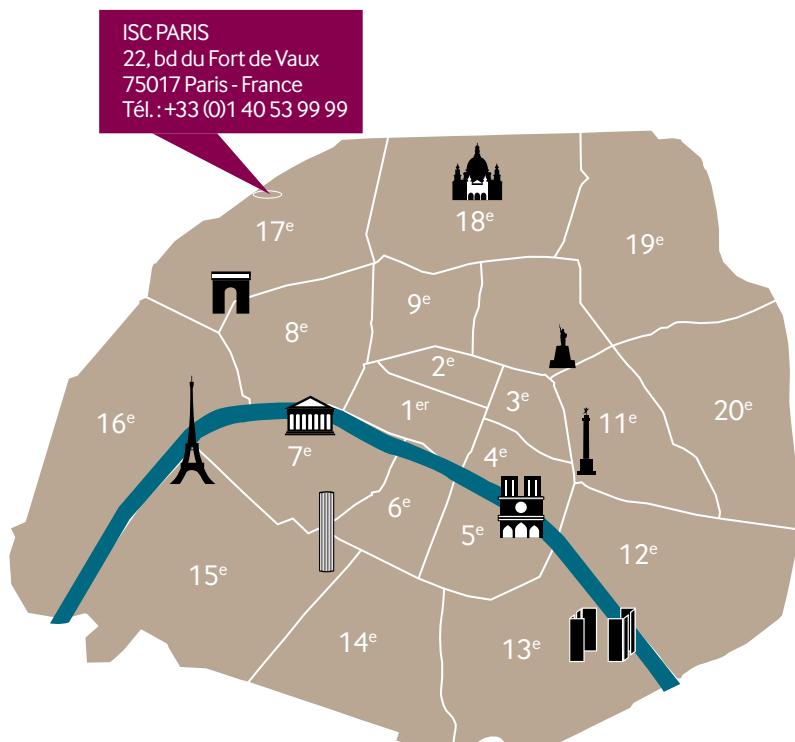 ISC PARIS
22, bd du Fort de Vaux
75017 Paris - France
Tél. : +33 (0)1 40 53 99 99
17e
18e
19e
9e
8e
2e
1er
3e
11e
20e
16e
7e
4e
6e
5e
12e
15e
14e
13e